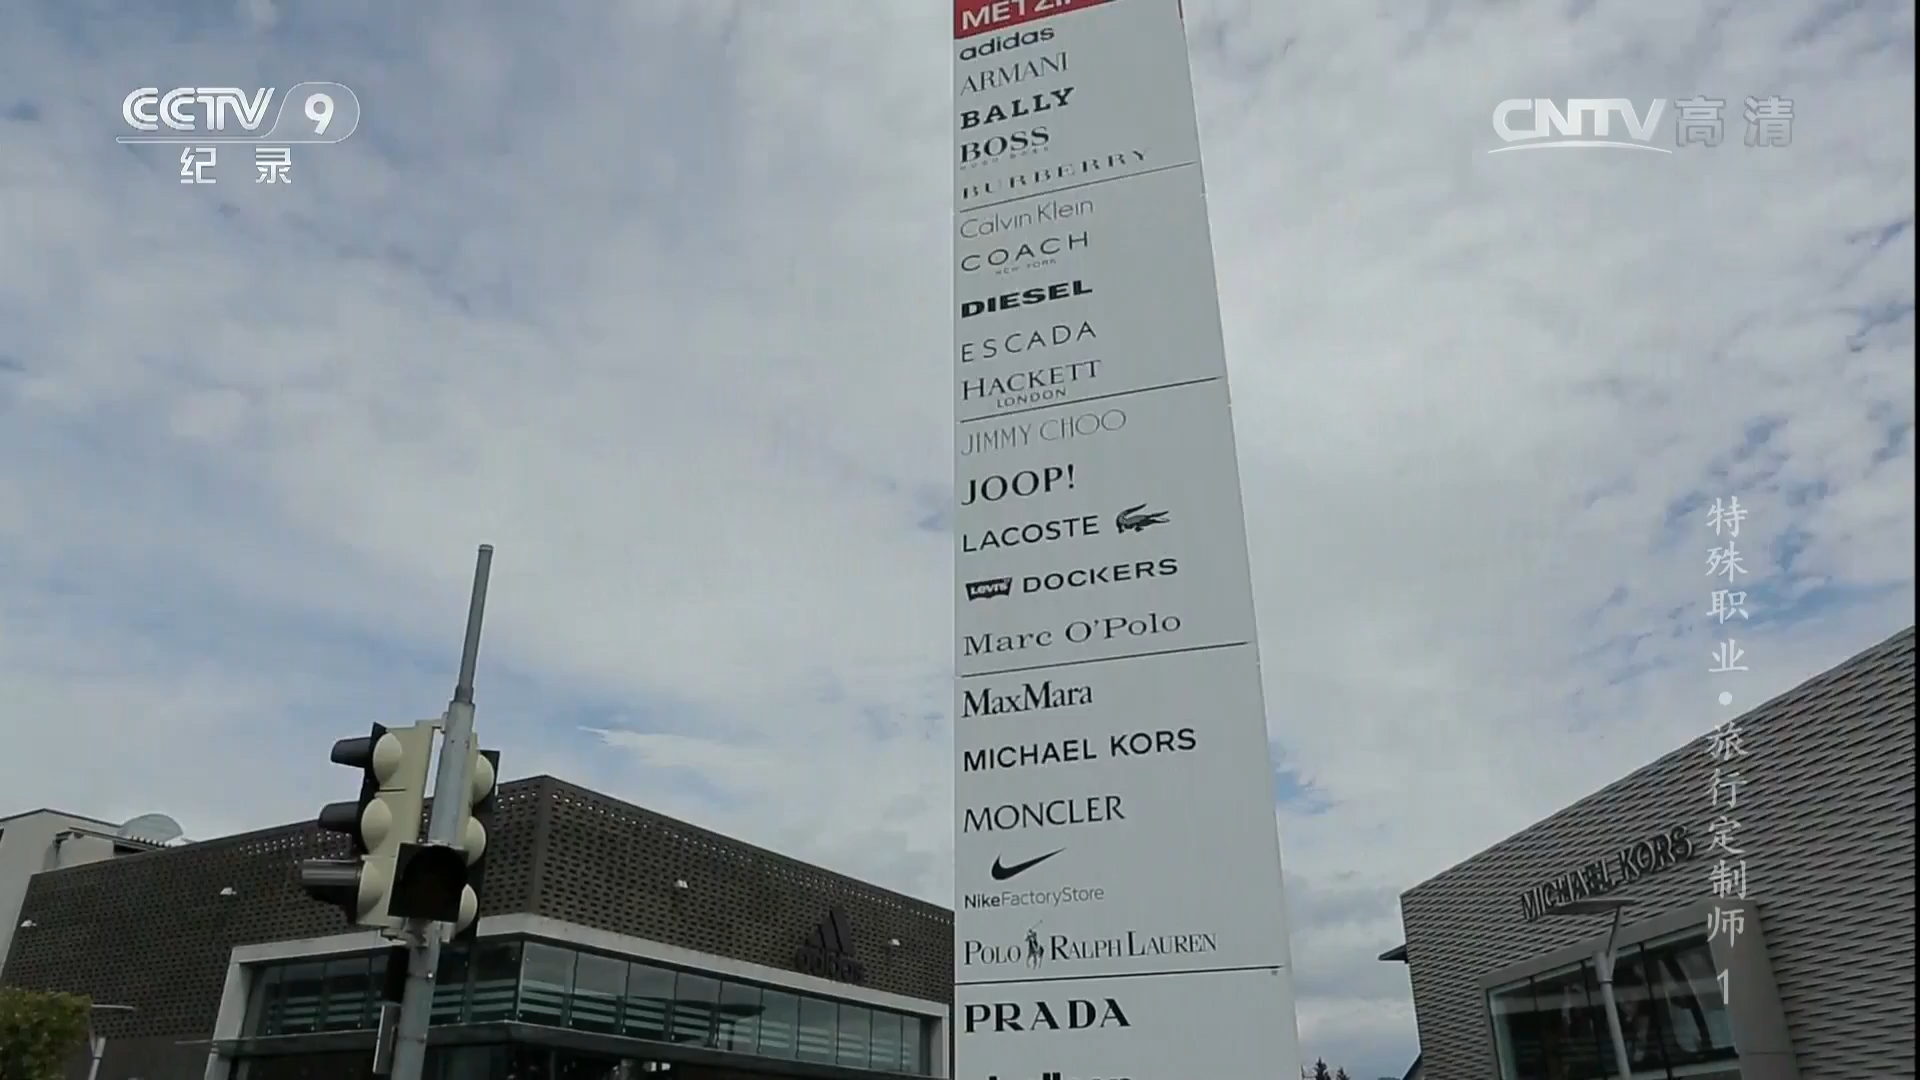 CCTV 9
纪录
CNTV高清
adidas
ARMANI
BALLY
BOSS
HUGO BOSS
BURBERRY
Calvin Klein
COACH
NEW YORK
DIESEL
ESCADA
HACKETT
LONDON
JIMMY CHOO
JOOP!
LACOSTE
Levi's DOCKERS
Marc O'Polo
MaxMara
MICHAEL KORS
MONCLER
NikeFactoryStore
POLO RALPH LAUREN
PRADA
adidas
MICHAEL KORS
特殊职业·旅行定制师1